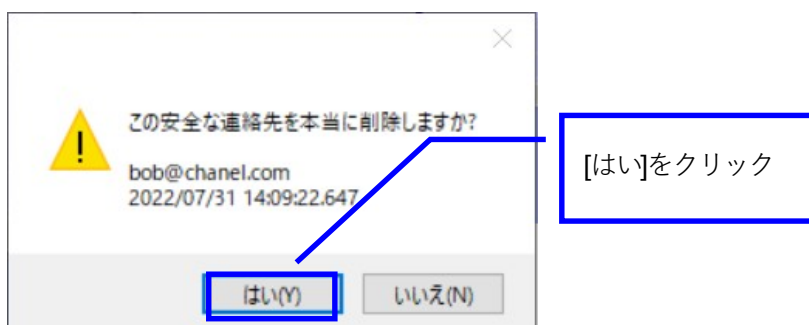 この安全な連絡先を本当に削除しますか?
bob@chanel.com
2022/07/31 14:09:22.647
はい(Y)
いいえ(N)
[はい]をクリック